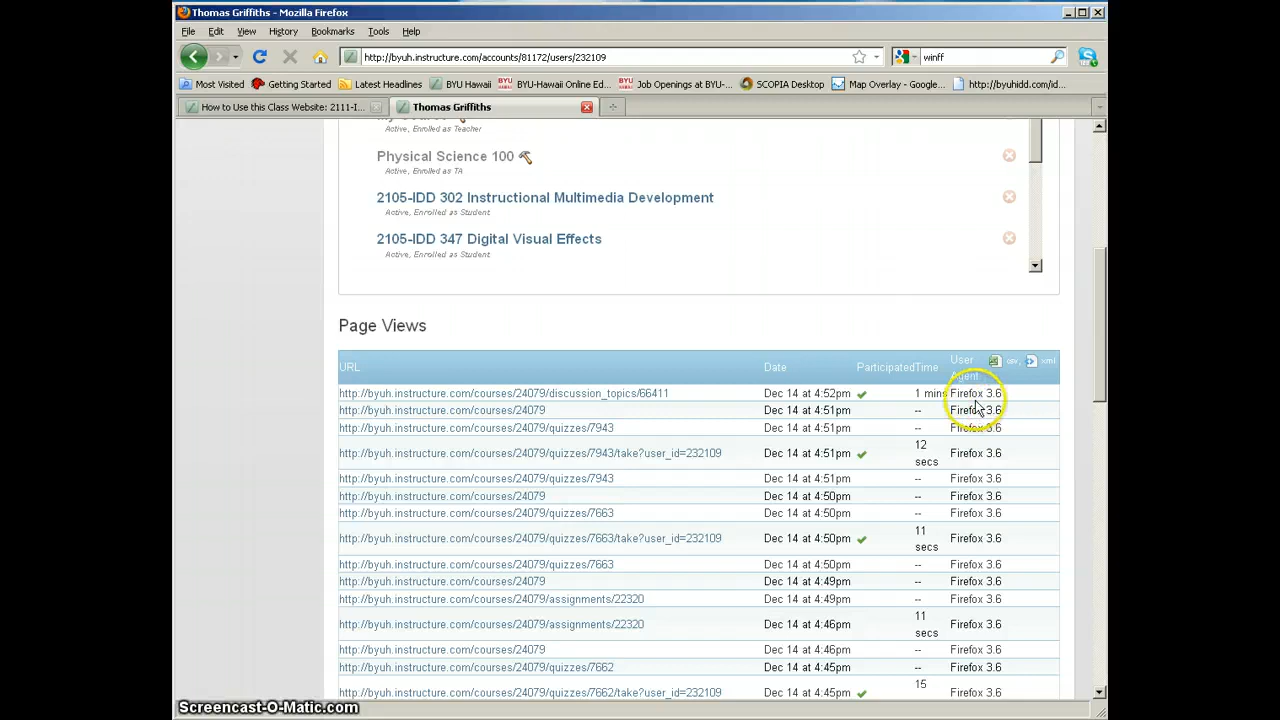 Thomas Griffiths - Mozilla Firefox
File Edit View History Bookmarks Tools Help
http://byuh.instructure.com/accounts/81172/users/232109 winff
Most Visited Getting Started Latest Headlines BYU Hawaii BYU-Hawaii Online Ed... Job Openings at BYU-... SCOPIA Desktop Map Overlay - Google... http://byuhidd.com/id...
How to Use this Class Website: 2111-I... Thomas Griffiths
Active, Enrolled as Teacher
Physical Science 100
Active, Enrolled as TA
2105-IDD 302 Instructional Multimedia Development
Active, Enrolled as Student
2105-IDD 347 Digital Visual Effects
Active, Enrolled as Student
Page Views
URL Date Participated Time User Agent csv, xml
http://byuh.instructure.com/courses/24079/discussion_topics/66411 Dec 14 at 4:52pm 1 mins Firefox 3.6
http://byuh.instructure.com/courses/24079 Dec 14 at 4:51pm -- Firefox 3.6
http://byuh.instructure.com/courses/24079/quizzes/7943 Dec 14 at 4:51pm -- Firefox 3.6
http://byuh.instructure.com/courses/24079/quizzes/7943/take?user_id=232109 Dec 14 at 4:51pm 12 secs Firefox 3.6
http://byuh.instructure.com/courses/24079/quizzes/7943 Dec 14 at 4:51pm -- Firefox 3.6
http://byuh.instructure.com/courses/24079 Dec 14 at 4:50pm -- Firefox 3.6
http://byuh.instructure.com/courses/24079/quizzes/7663 Dec 14 at 4:50pm -- Firefox 3.6
http://byuh.instructure.com/courses/24079/quizzes/7663/take?user_id=232109 Dec 14 at 4:50pm 11 secs Firefox 3.6
http://byuh.instructure.com/courses/24079/quizzes/7663 Dec 14 at 4:50pm -- Firefox 3.6
http://byuh.instructure.com/courses/24079 Dec 14 at 4:49pm -- Firefox 3.6
http://byuh.instructure.com/courses/24079/assignments/22320 Dec 14 at 4:49pm -- Firefox 3.6
http://byuh.instructure.com/courses/24079/assignments/22320 Dec 14 at 4:46pm 11 secs Firefox 3.6
http://byuh.instructure.com/courses/24079 Dec 14 at 4:46pm -- Firefox 3.6
http://byuh.instructure.com/courses/24079/quizzes/7662 Dec 14 at 4:45pm -- Firefox 3.6
http://byuh.instructure.com/courses/24079/quizzes/7662/take?user_id=232109 Dec 14 at 4:45pm 15 Firefox 3.6
Screencast-O-Matic.com